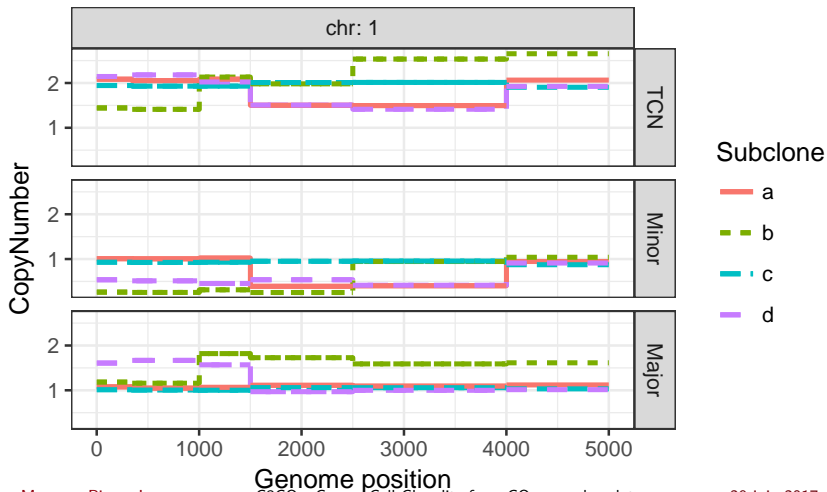 chr: 1
TCN
2
1
Minor
2
1
Major
2
1
CopyNumber
0
1000
2000
3000
4000
5000
Genome position
Subclone
a
b
c
d
2017